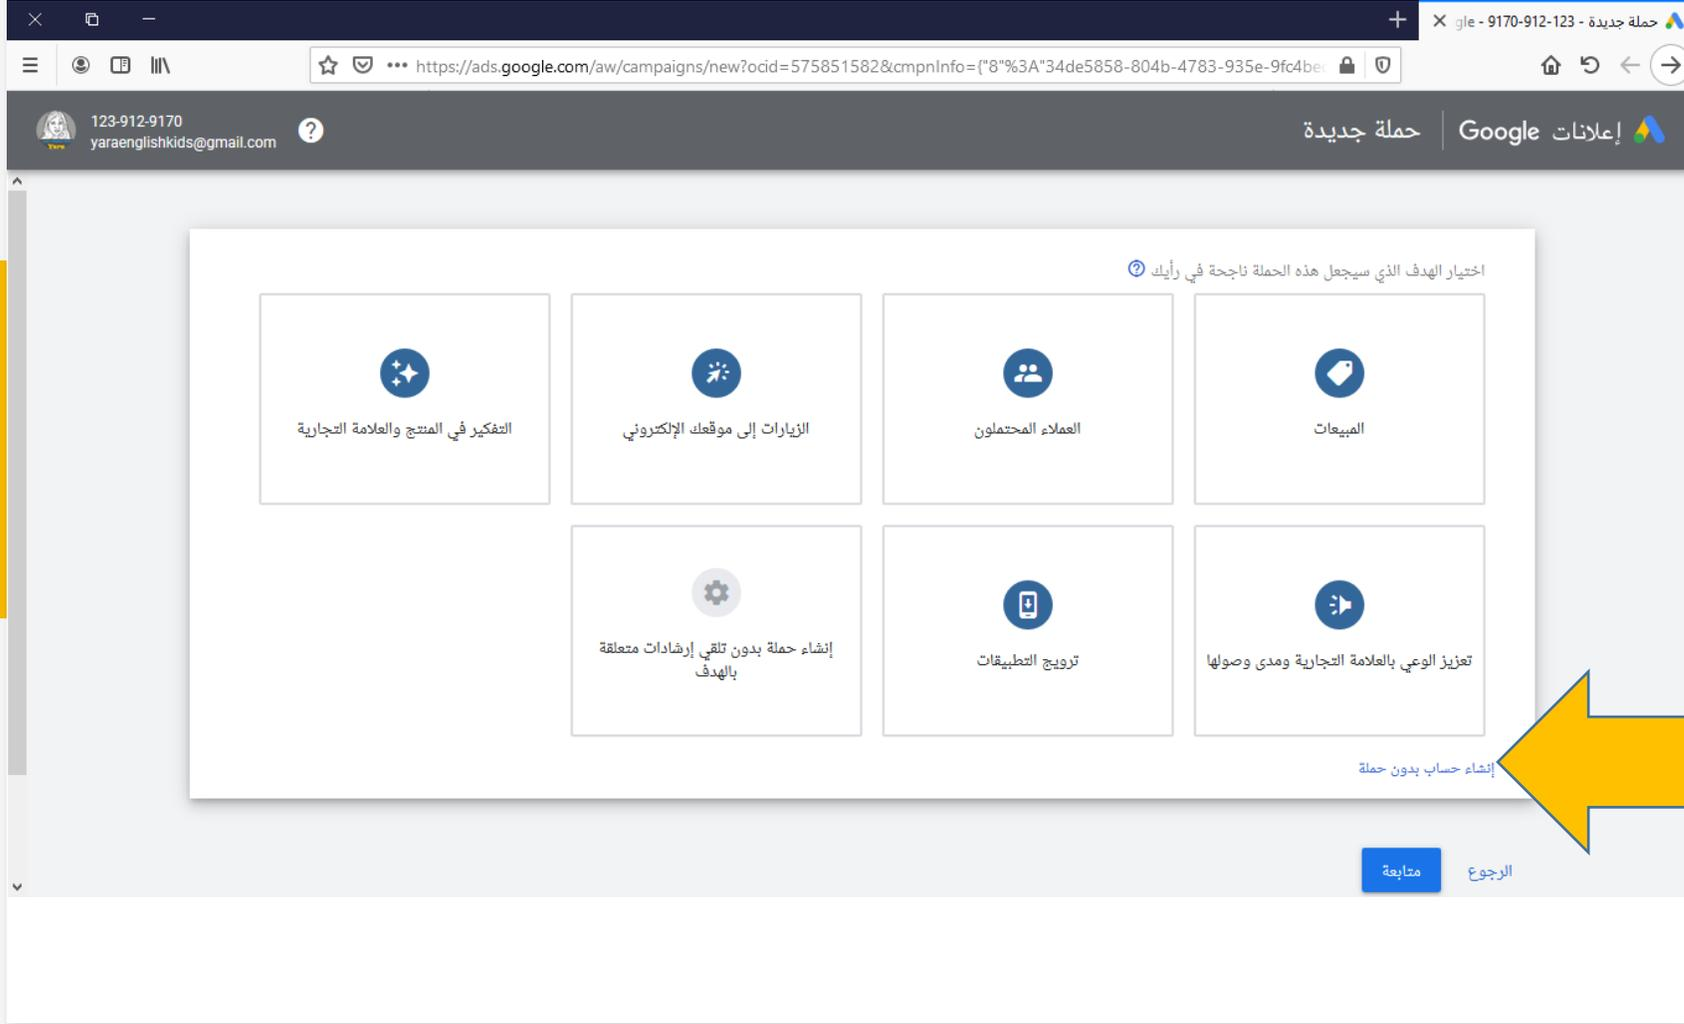 حملة جديدة - 123-912-9170 - gle
https://ads.google.com/aw/campaigns/new?ocid=575851582&cmpnInfo={"8"%3A"34de5858-804b-4783-935e-9fc4bec
إعلانات Google
حملة جديدة
123-912-9170
yaraenglishkids@gmail.com
اختيار الهدف الذي سيجعل هذه الحملة ناجحة في رأيك
المبيعات
العملاء المحتملون
الزيارات إلى موقعك الإلكتروني
التفكير في المنتج والعلامة التجارية
تعزيز الوعي بالعلامة التجارية ومدى وصولها
ترويج التطبيقات
إنشاء حملة بدون تلقي إرشادات متعلقة
بالهدف
إنشاء حساب بدون حملة
الرجوع
متابعة